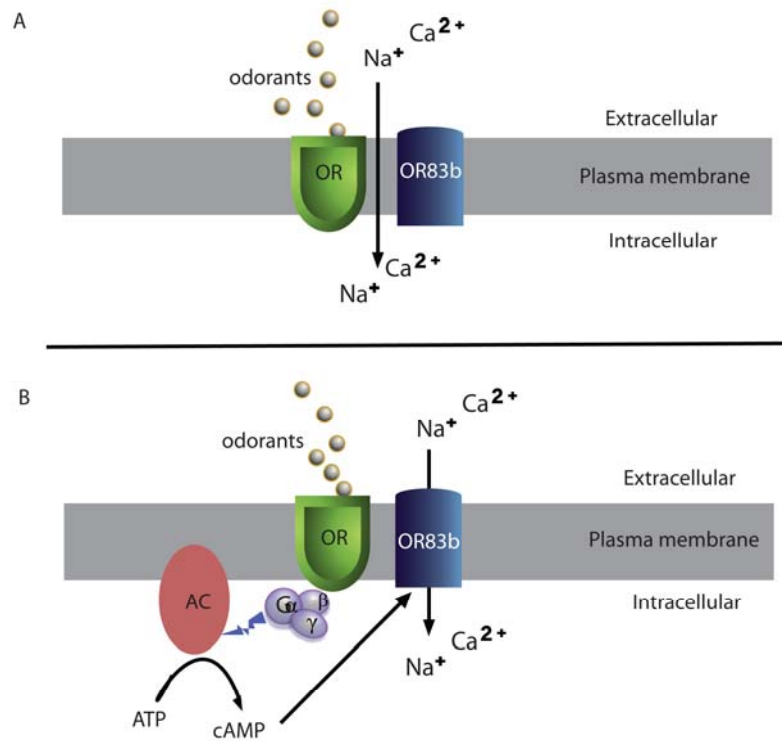 A
Ca2+
Na+
odorants
Extracellular
OR
OR83b
Plasma membrane
Intracellular
Ca2+
Na+
B
Ca2+
Na+
odorants
Extracellular
OR
OR83b
Plasma membrane
AC
Gα
β
γ
Intracellular
Ca2+
Na+
ATP
cAMP